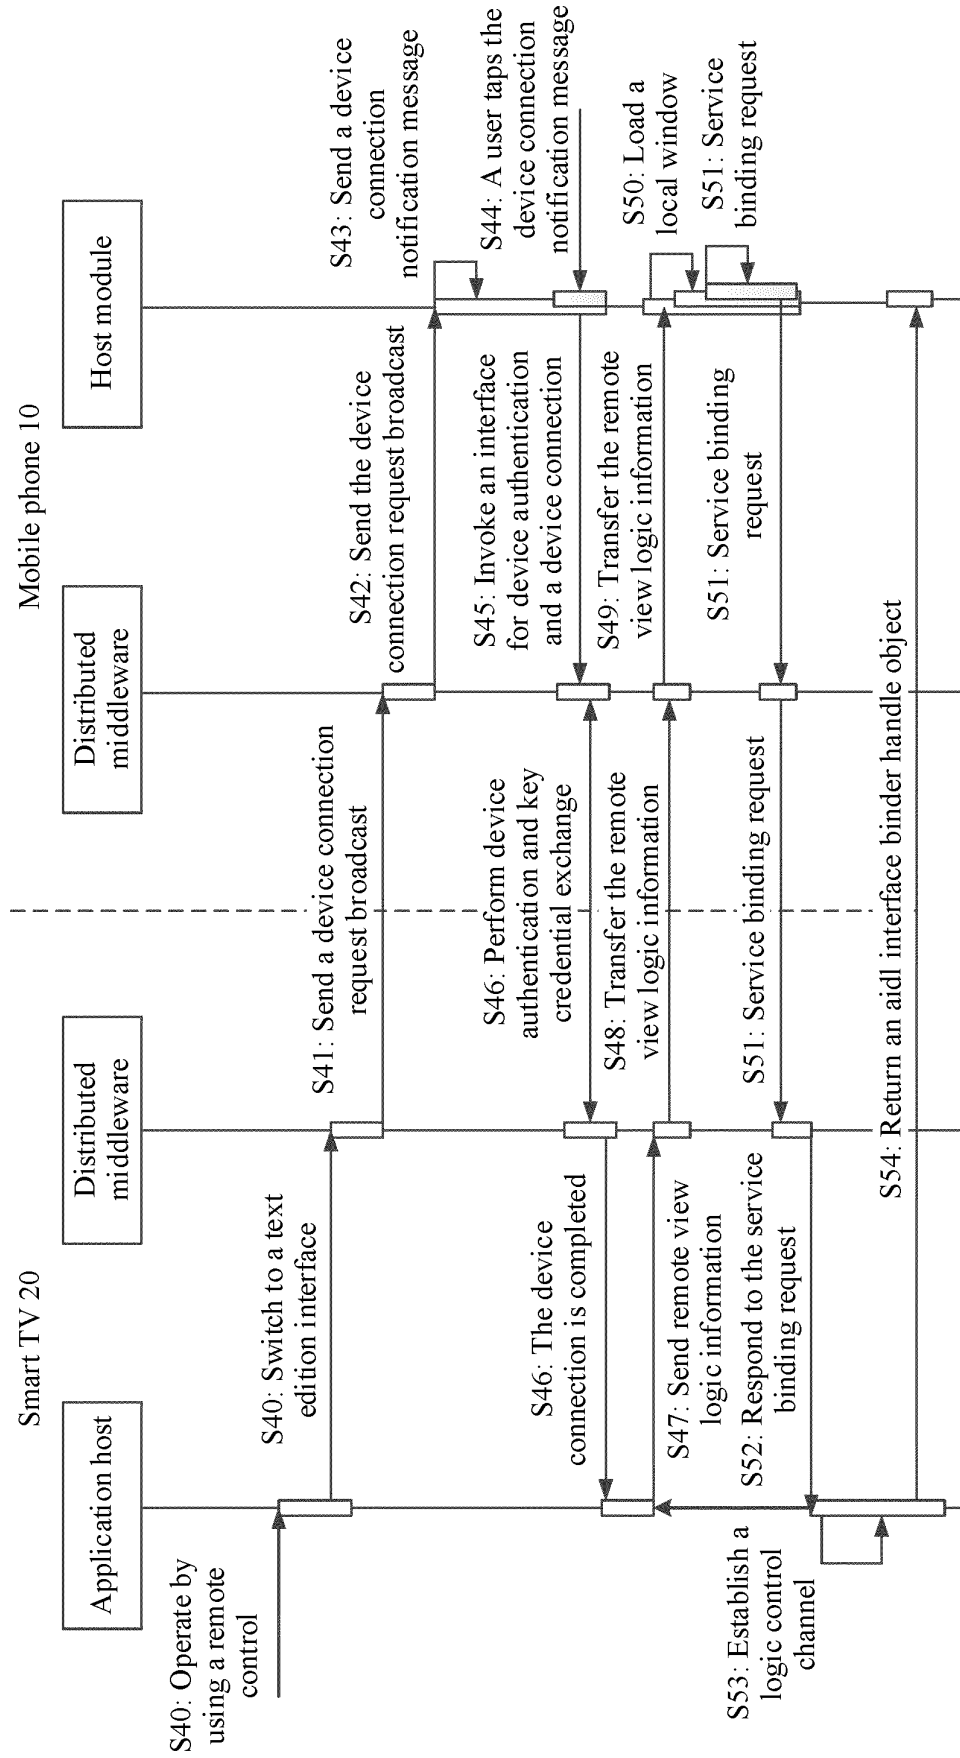 Smart TV 20
Mobile phone 10
Application host
Distributed
middleware
Distributed
middleware
Host module
S40: Operate by
using a remote
control
S40: Switch to a text
edition interface
S41: Send a device connection
request broadcast
S42: Send the device
connection request broadcast
S43: Send a device
connection
notification message
S44: A user taps the
device connection
notification message
S45: Invoke an interface
for device authentication
and a device connection
S46: Perform device
authentication and key
credential exchange
S46: The device
connection is completed
S47: Send remote view
logic information
S48: Transfer the remote
view logic information
S49: Transfer the remote
view logic information
S50: Load a
local window
S51: Service
binding request
S51: Service binding
request
S51: Service binding request
S52: Respond to the service
binding request
S53: Establish a
logic control
channel
S54: Return an aidl interface binder handle object